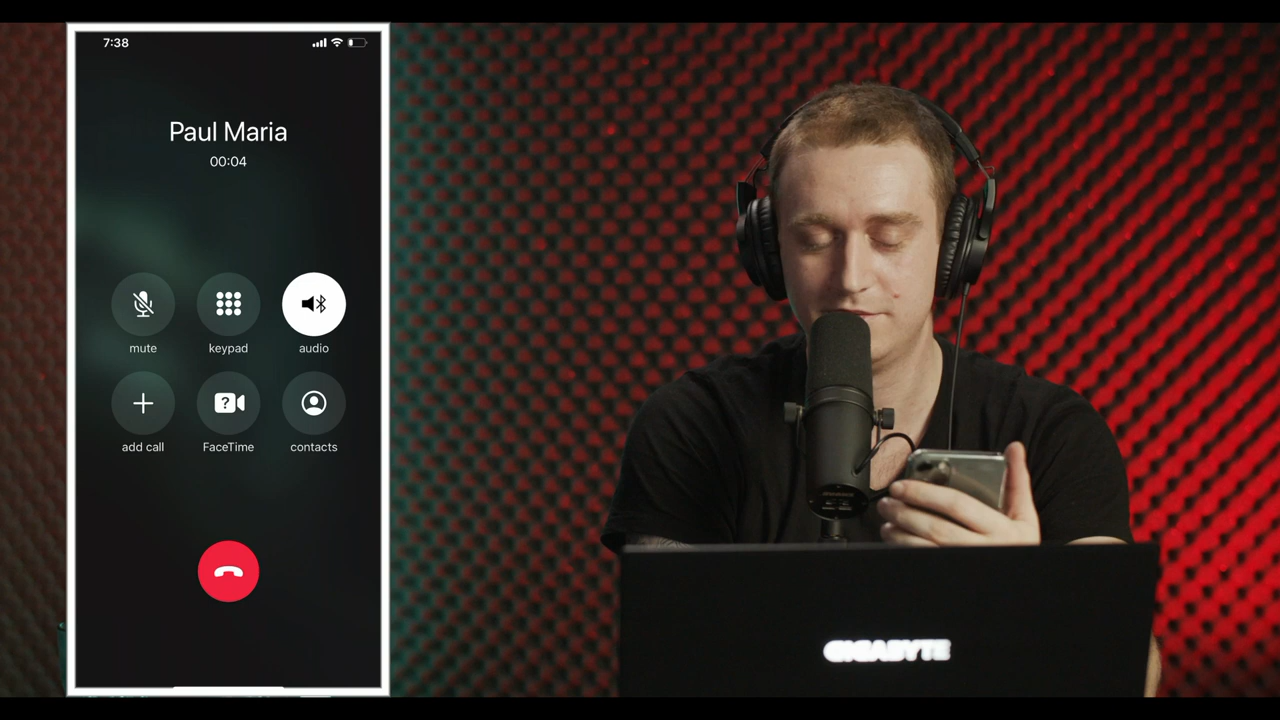 7:38
Paul Maria
00:04
mute
keypad
audio
add call
FaceTime
contacts
GIGABYTE